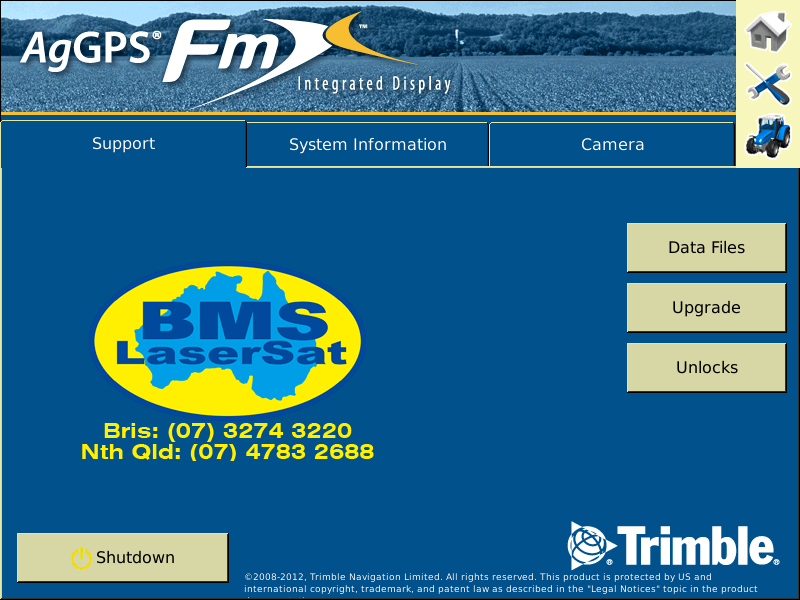 AgGPS® Fmx™
Integrated Display
Support
System Information
Camera
Data Files
Upgrade
Unlocks
BMS
LaserSat
Bris: (07) 3274 3220
Nth Qld: (07) 4783 2688
Shutdown
Trimble®
©2008-2012, Trimble Navigation Limited. All rights reserved. This product is protected by US and
international copyright, trademark, and patent law as described in the "Legal Notices" topic in the product